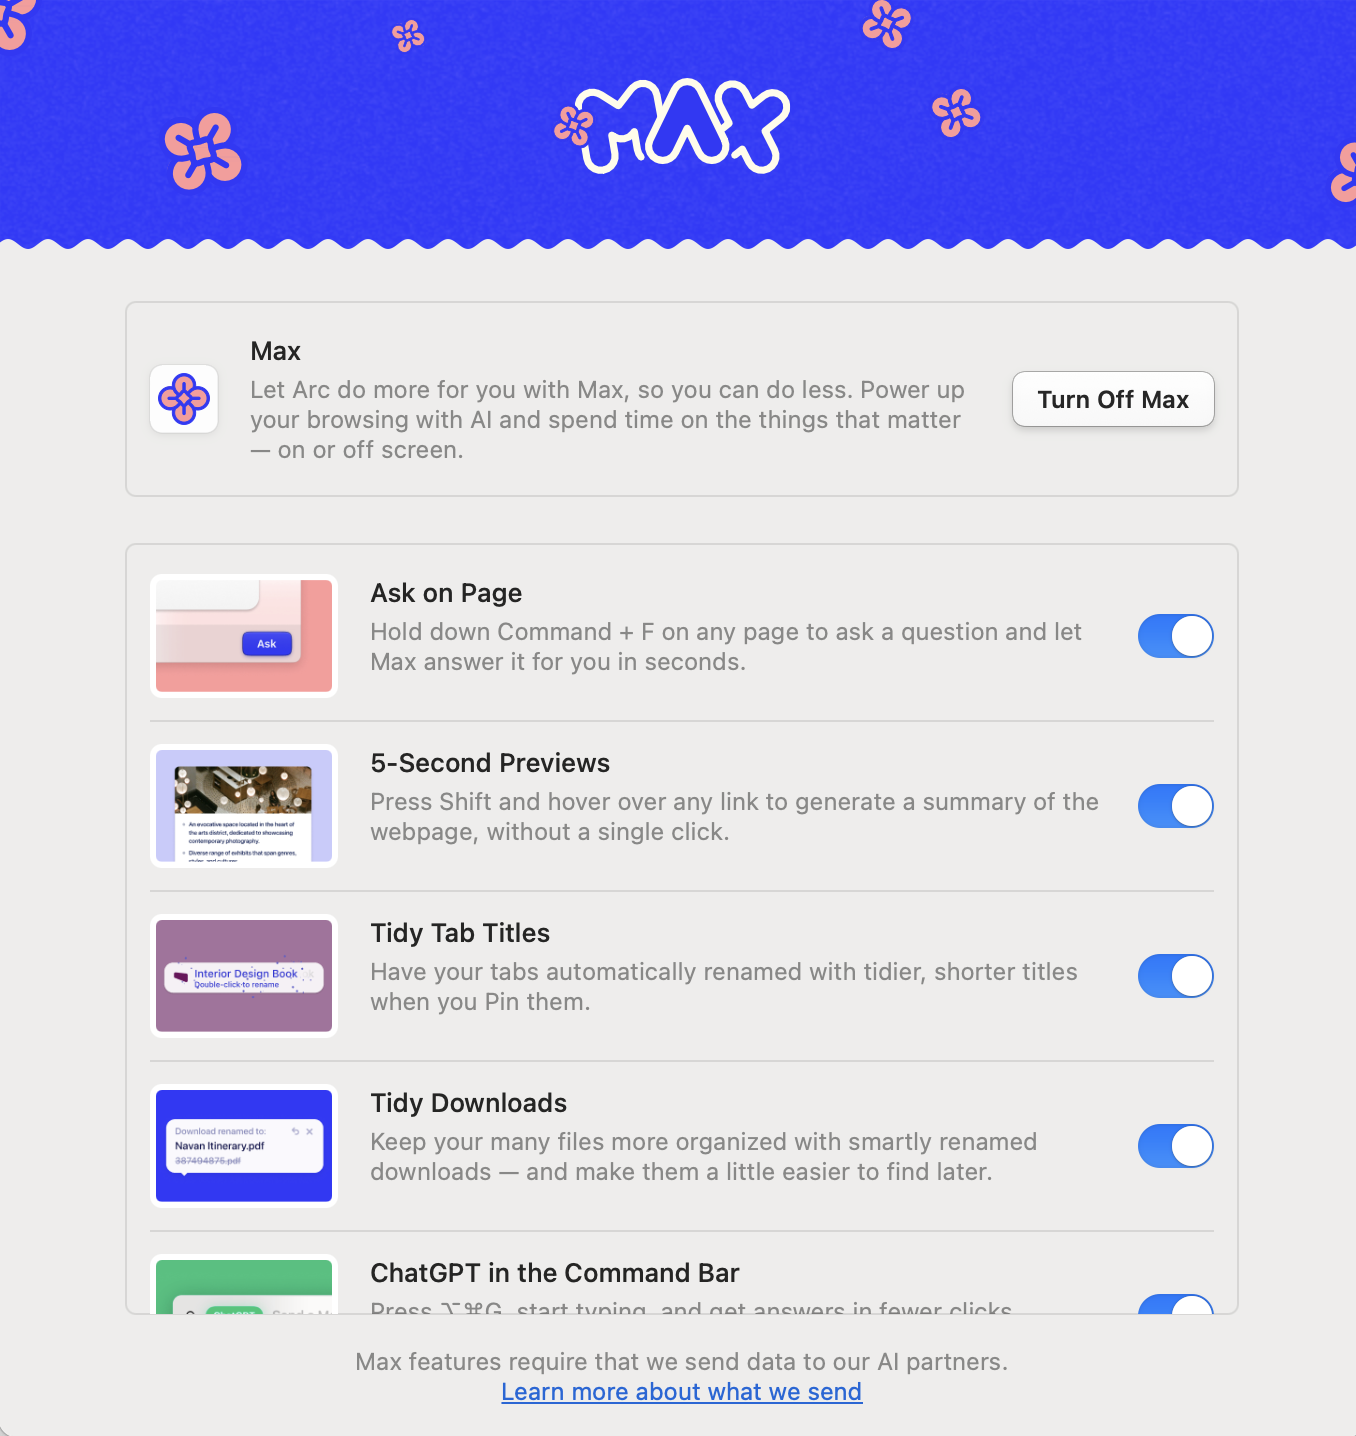 MAX
Max
Let Arc do more for you with Max, so you can do less. Power up
your browsing with AI and spend time on the things that matter
— on or off screen.
Turn Off Max
Ask
Ask on Page
Hold down Command + F on any page to ask a question and let
Max answer it for you in seconds.
An evocative space located in the heart of
the arts district, dedicated to showcasing
contemporary photography.
Diverse range of exhibits that span genres,
styles, and cultures
5-Second Previews
Press Shift and hover over any link to generate a summary of the
webpage, without a single click.
Interior Design Book
Double-click to rename
Tidy Tab Titles
Have your tabs automatically renamed with tidier, shorter titles
when you Pin them.
Download renamed to:
Navan Itinerary.pdf
387494875.pdf
Tidy Downloads
Keep your many files more organized with smartly renamed
downloads — and make them a little easier to find later.
ChatGPT
ChatGPT in the Command Bar
Press ⌥⌘G, start typing, and get answers in fewer clicks
Max features require that we send data to our AI partners.
Learn more about what we send